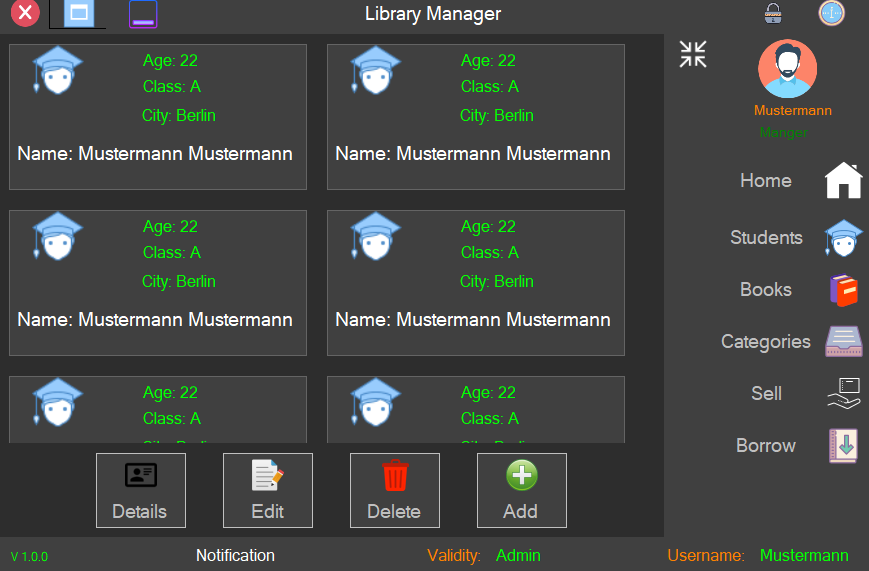 Library Manager
Age: 22
Class: A
City: Berlin
Name: Mustermann Mustermann
Age: 22
Class: A
City: Berlin
Name: Mustermann Mustermann
Age: 22
Class: A
City: Berlin
Name: Mustermann Mustermann
Age: 22
Class: A
City: Berlin
Name: Mustermann Mustermann
Age: 22
Class: A
Age: 22
Class: A
Details
Edit
Delete
Add
Mustermann
Manger
Home
Students
Books
Categories
Sell
Borrow
V 1.0.0
Notification
Validity: Admin
Username: Mustermann